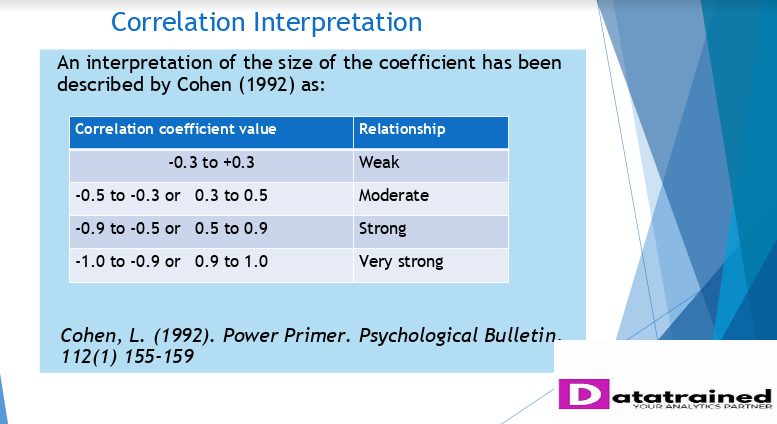 Correlation Interpretation
An interpretation of the size of the coefficient has been
described by Cohen (1992) as:
Correlation coefficient value Relationship
-0.3 to +0.3 Weak
-0.5 to -0.3 or 0.3 to 0.5 Moderate
-0.9 to -0.5 or 0.5 to 0.9 Strong
-1.0 to -0.9 or 0.9 to 1.0 Very strong
Cohen, L. (1992). Power Primer. Psychological Bulletin,
112(1) 155-159
Datatrained
YOUR ANALYTICS PARTNER